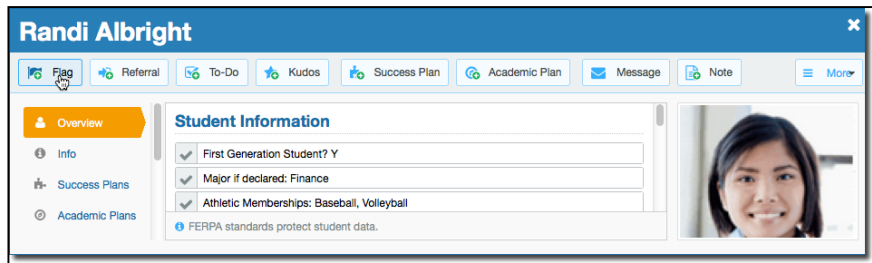 Randi Albright
Flag Referral To-Do Kudos Success Plan Academic Plan Message Note More
Overview
Info
Success Plans
Academic Plans
Student Information
First Generation Student? Y
Major if declared: Finance
Athletic Memberships: Baseball, Volleyball
FERPA standards protect student data.